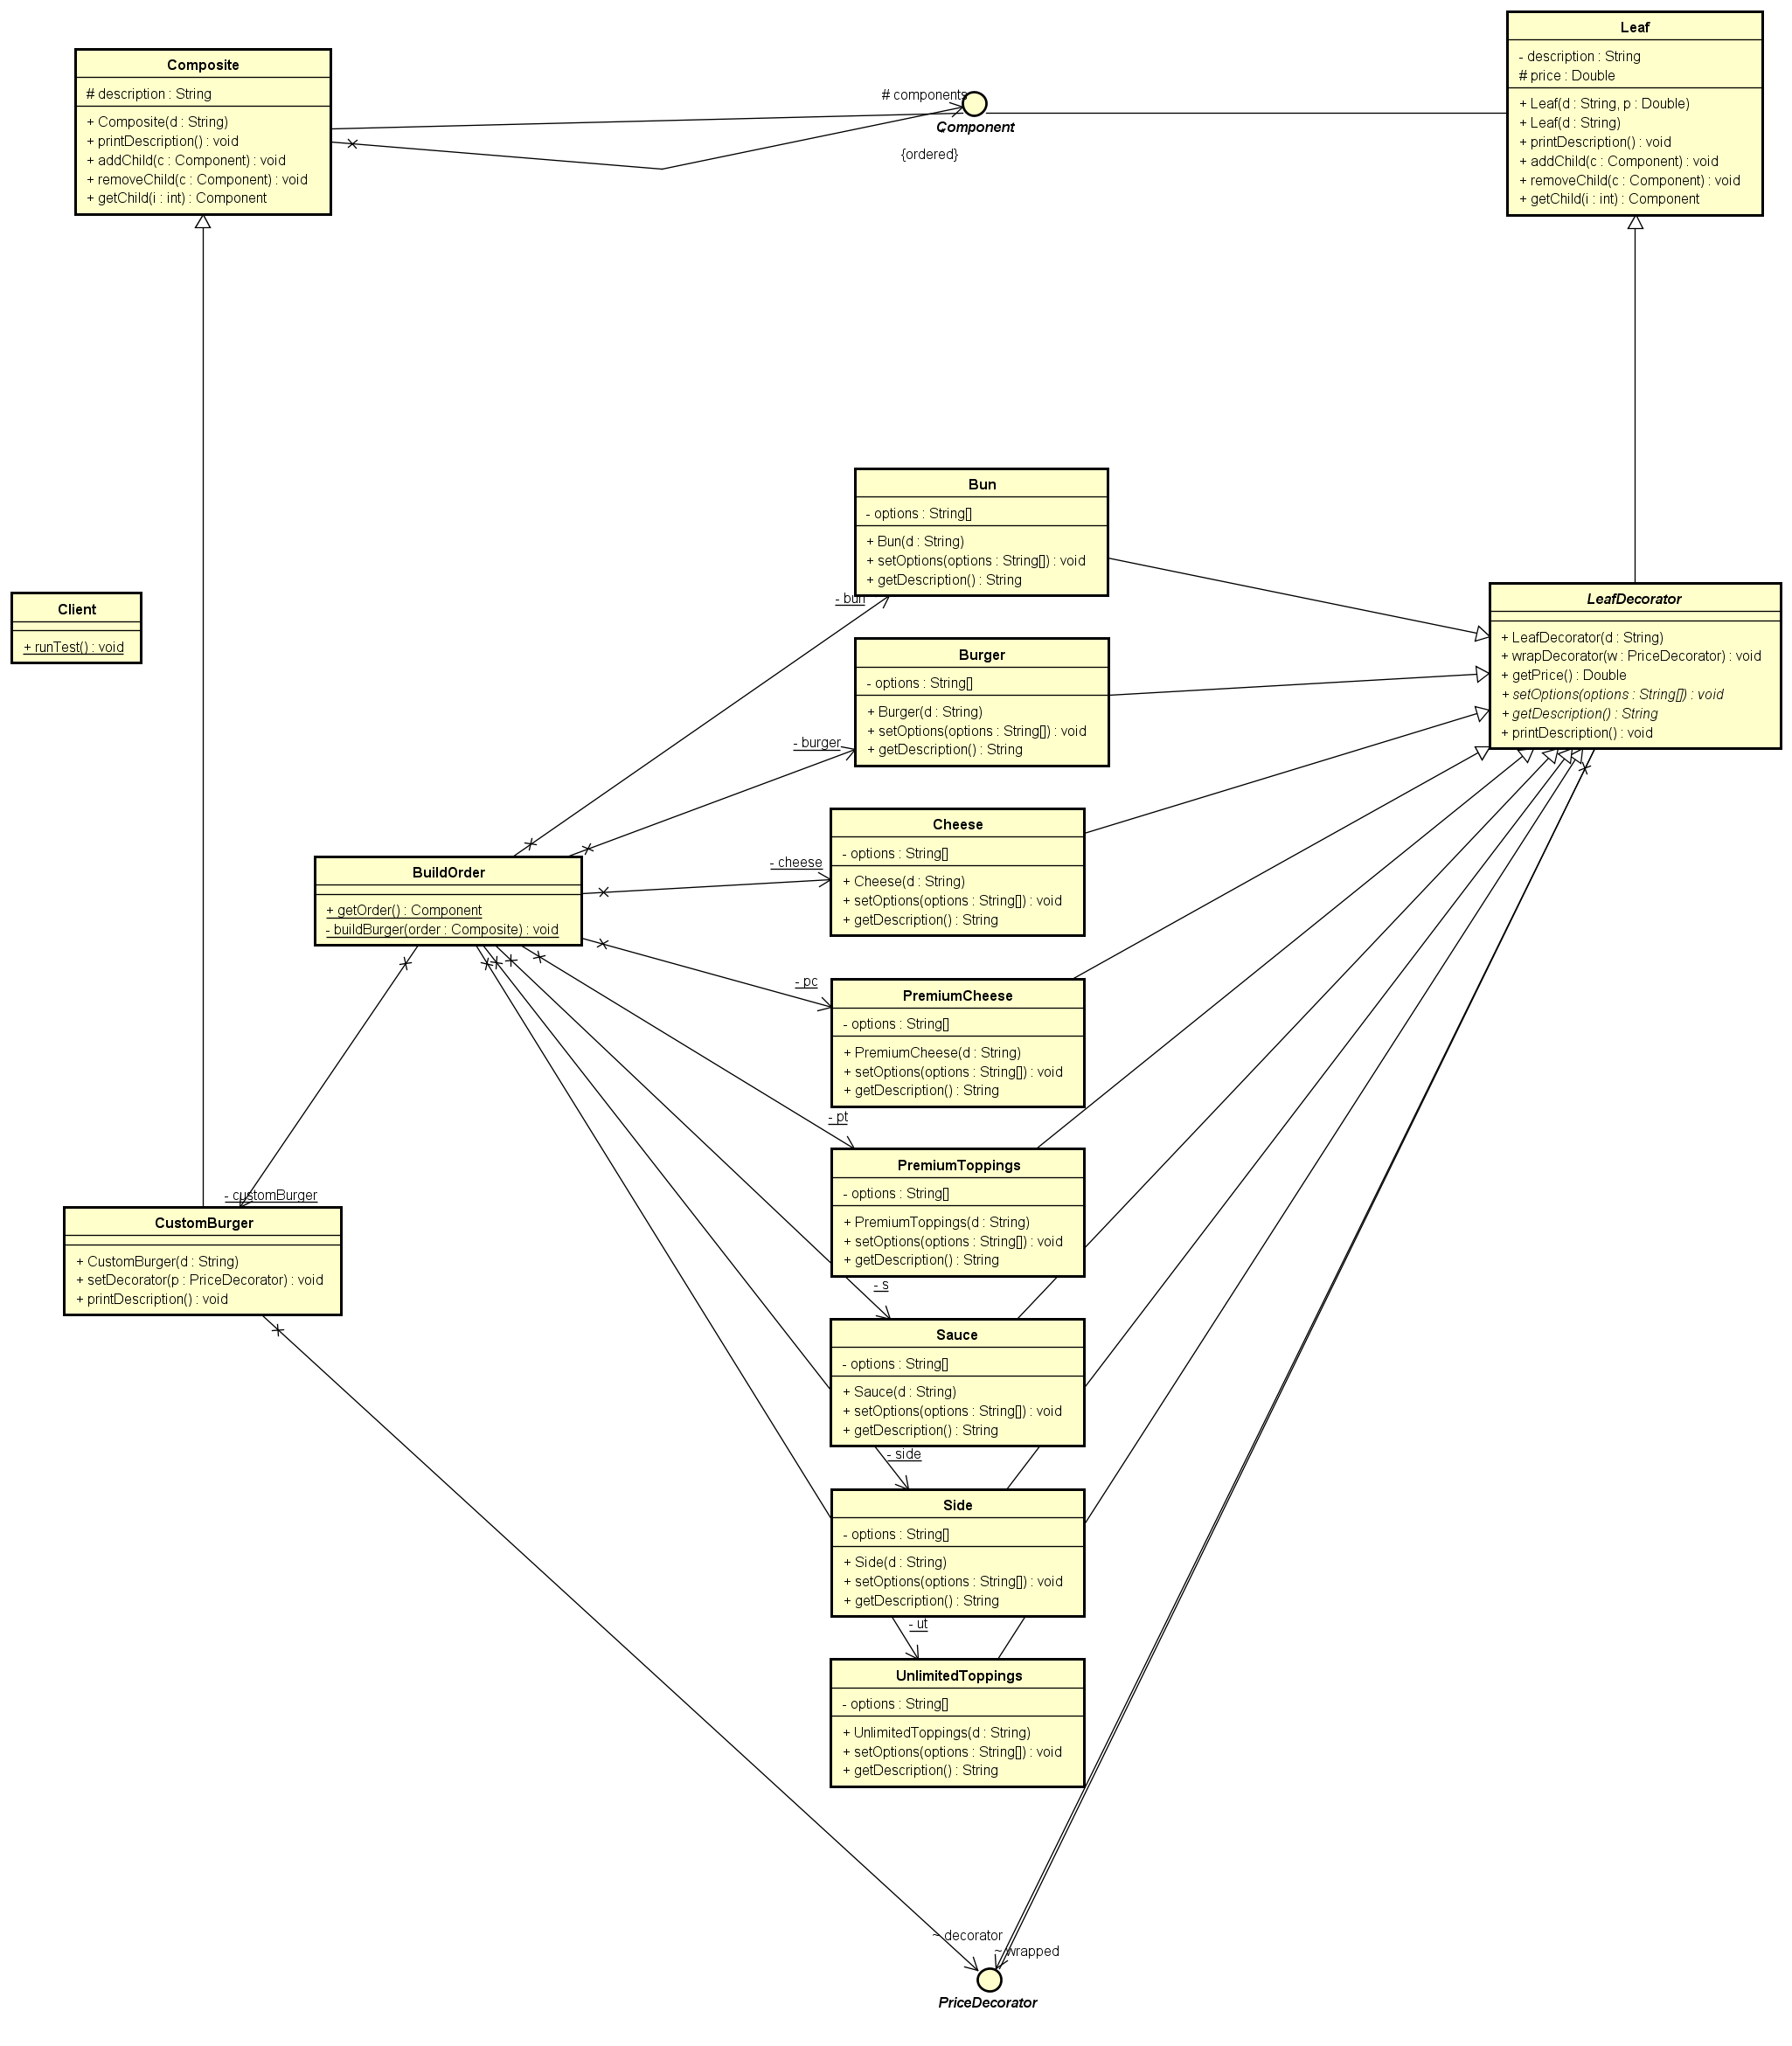 Leaf
- description : String
# price : Double
+ Leaf(d : String, p : Double)
+ Leaf(d : String)
+ printDescription() : void
+ addChild(c : Component) : void
+ removeChild(c : Component) : void
+ getChild(i : int) : Component
Composite
# description : String
+ Composite(d : String)
+ printDescription() : void
+ addChild(c : Component) : void
+ removeChild(c : Component) : void
+ getChild(i : int) : Component
# components
Component
{ordered}
Bun
- options : String[]
+ Bun(d : String)
+ setOptions(options : String[]) : void
+ getDescription() : String
- bun
Client
+ runTest() : void
LeafDecorator
+ LeafDecorator(d : String)
+ wrapDecorator(w : PriceDecorator) : void
+ getPrice() : Double
+ setOptions(options : String[]) : void
+ getDescription() : String
+ printDescription() : void
Burger
- options : String[]
+ Burger(d : String)
+ setOptions(options : String[]) : void
+ getDescription() : String
- burger
Cheese
- options : String[]
+ Cheese(d : String)
+ setOptions(options : String[]) : void
+ getDescription() : String
- cheese
BuildOrder
+ getOrder() : Component
- buildBurger(order : Composite) : void
- pc
PremiumCheese
- options : String[]
+ PremiumCheese(d : String)
+ setOptions(options : String[]) : void
+ getDescription() : String
- pt
PremiumToppings
- options : String[]
+ PremiumToppings(d : String)
+ setOptions(options : String[]) : void
+ getDescription() : String
- customBurger
CustomBurger
+ CustomBurger(d : String)
+ setDecorator(p : PriceDecorator) : void
+ printDescription() : void
- s
Sauce
- options : String[]
+ Sauce(d : String)
+ setOptions(options : String[]) : void
+ getDescription() : String
- side
Side
- options : String[]
+ Side(d : String)
+ setOptions(options : String[]) : void
+ getDescription() : String
- ut
UnlimitedToppings
- options : String[]
+ UnlimitedToppings(d : String)
+ setOptions(options : String[]) : void
+ getDescription() : String
~ decorator
~ wrapped
PriceDecorator